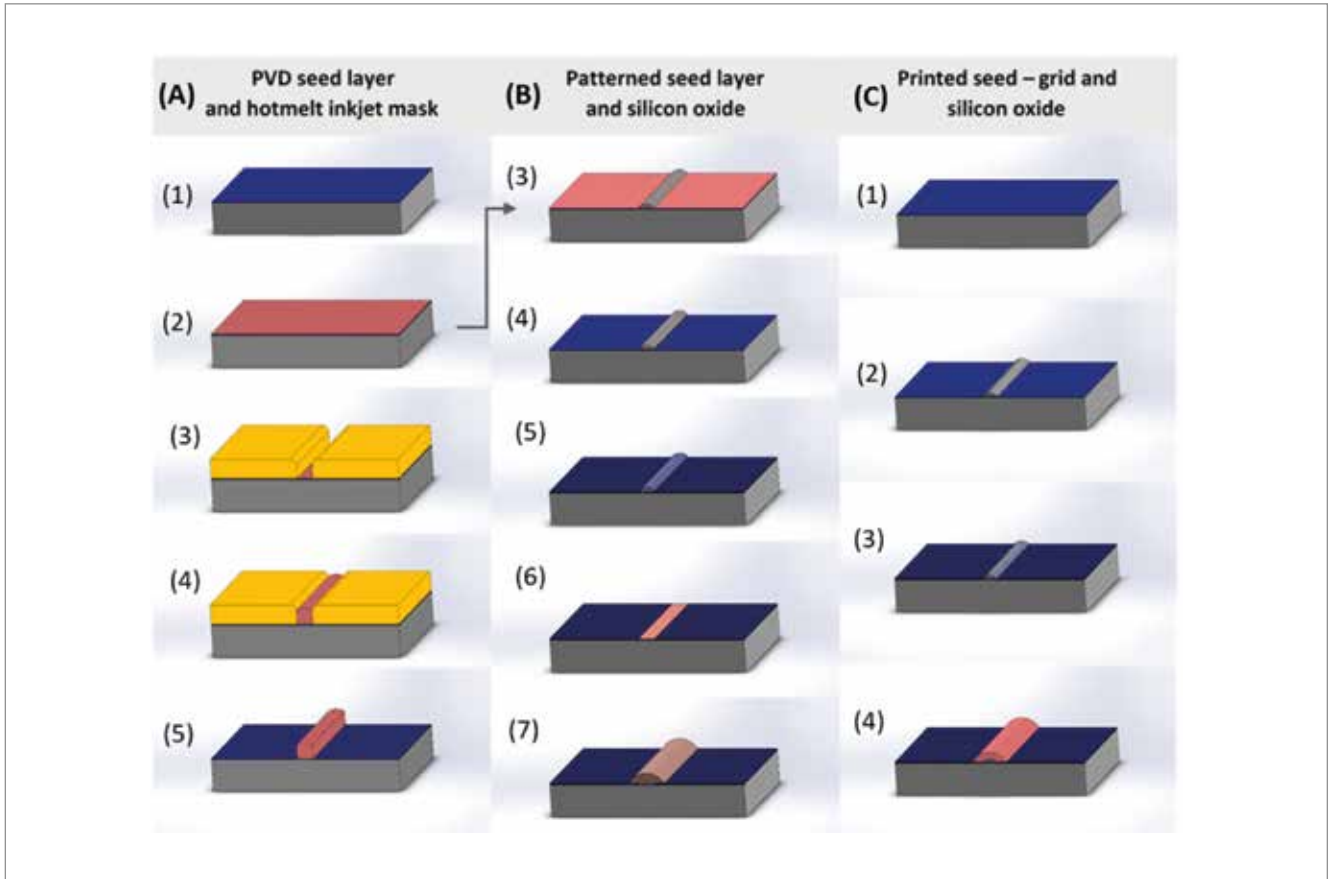 (A)
PVD seed layer
and hotmelt inkjet mask
(1)
(2)
(3)
(4)
(5)
(B)
Patterned seed layer
and silicon oxide
(3)
(4)
(5)
(6)
(7)
(C)
Printed seed – grid and
silicon oxide
(1)
(2)
(3)
(4)